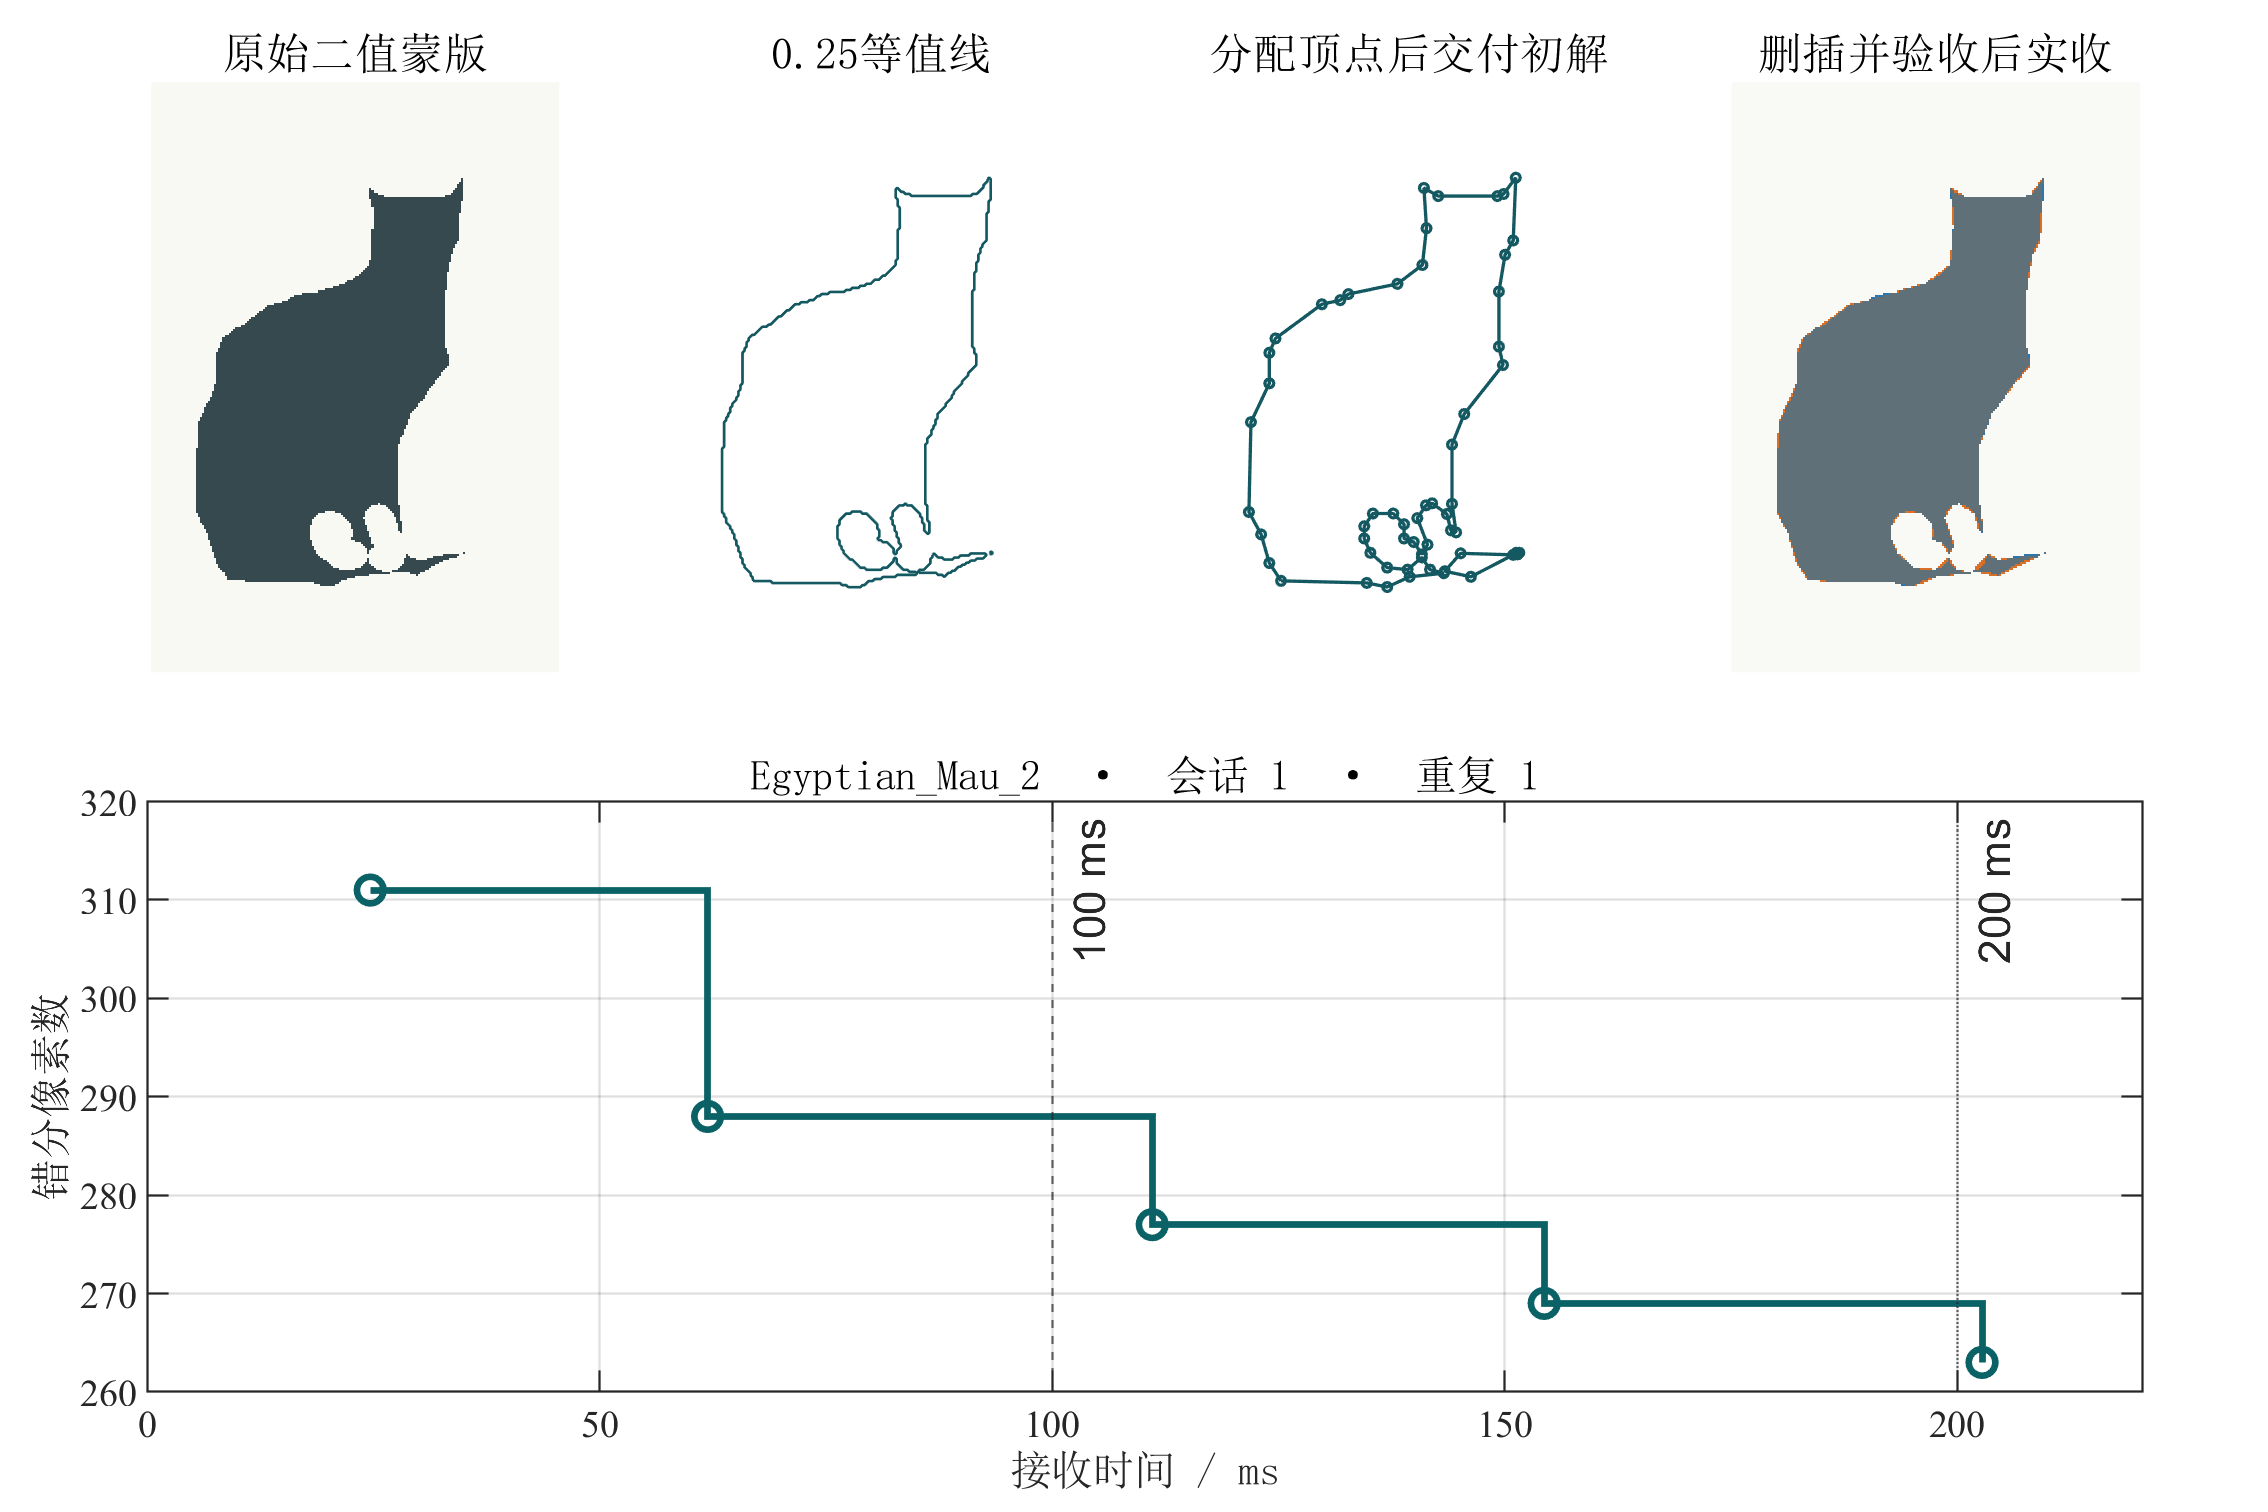 原始二值蒙版
0.25等值线
分配顶点后交付初解
删插并验收后实收
Egyptian_Mau_2 • 会话 1 • 重复 1
320
310
300
290
280
270
260
错分像素数
100 ms
200 ms
0
50
100
150
200
接收时间 / ms